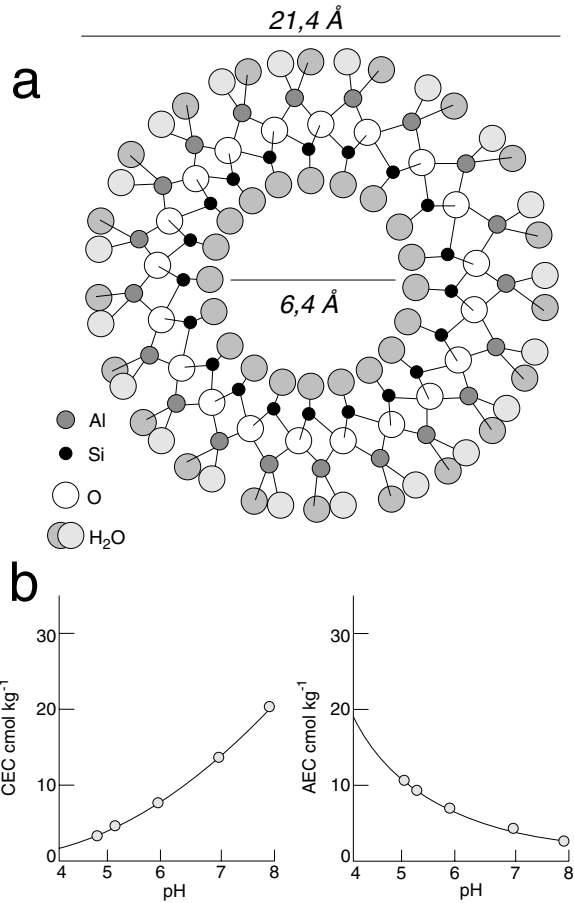 21,4 Å
a
6,4 Å
Al
Si
O
H₂O
b
CEC cmol kg⁻¹
30
20
10
0
4 5 6 7 8
pH
AEC cmol kg⁻¹
30
20
10
0
4 5 6 7 8
pH